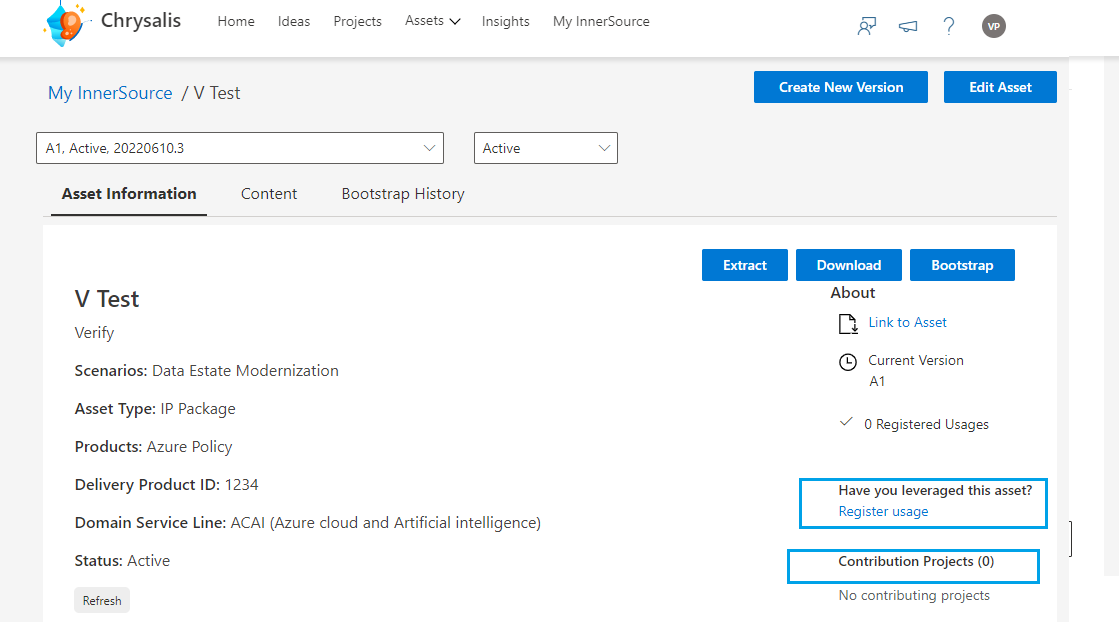 Chrysalis
Home Ideas Projects Assets Insights My InnerSource
VP
My InnerSource / V Test
Create New Version Edit Asset
A1, Active, 20220610.3
Active
Asset Information Content Bootstrap History
Extract Download Bootstrap
V Test
Verify
Scenarios: Data Estate Modernization
Asset Type: IP Package
Products: Azure Policy
Delivery Product ID: 1234
Domain Service Line: ACAI (Azure cloud and Artificial intelligence)
Status: Active
Refresh
About
Link to Asset
Current Version
A1
0 Registered Usages
Have you leveraged this asset?
Register usage
Contribution Projects (0)
No contributing projects